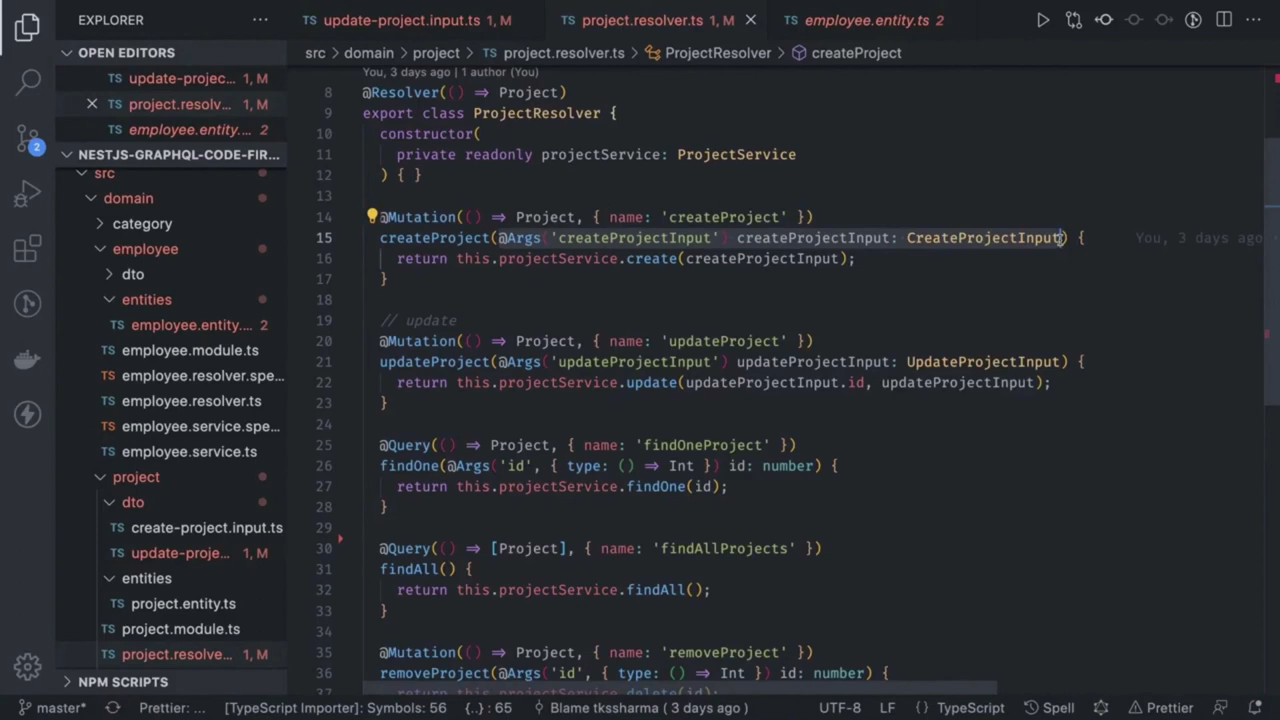 EXPLORER
OPEN EDITORS
TS update-projec... 1, M
TS project.resolv... 1, M
TS employee.entity.... 2
NESTJS-GRAPHQL-CODE-FIR...
src
domain
category
employee
dto
entities
TS employee.entity.... 2
TS employee.module.ts
TS employee.resolver.spe...
TS employee.resolver.ts
TS employee.service.spe...
TS employee.service.ts
project
dto
TS create-project.input.ts
TS update-proje... 1, M
entities
TS project.entity.ts
TS project.module.ts
TS project.resolve... 1, M
NPM SCRIPTS
2
TS update-project.input.ts 1, M
TS project.resolver.ts 1, M
TS employee.entity.ts 2
src > domain > project > TS project.resolver.ts > ProjectResolver > createProject
You, 3 days ago | 1 author (You)
8 @Resolver(() => Project)
9 export class ProjectResolver {
10 constructor(
11 private readonly projectService: ProjectService
12 ) { }
13
14 @Mutation(() => Project, { name: 'createProject' })
15 createProject(@Args('createProjectInput') createProjectInput: CreateProjectInput) { You, 3 days ago
16 return this.projectService.create(createProjectInput);
17 }
18
19 // update
20 @Mutation(() => Project, { name: 'updateProject' })
21 updateProject(@Args('updateProjectInput') updateProjectInput: UpdateProjectInput) {
22 return this.projectService.update(updateProjectInput.id, updateProjectInput);
23 }
24
25 @Query(() => Project, { name: 'findOneProject' })
26 findOne(@Args('id', { type: () => Int }) id: number) {
27 return this.projectService.findOne(id);
28 }
29
30 @Query(() => [Project], { name: 'findAllProjects' })
31 findAll() {
32 return this.projectService.findAll();
33 }
34
35 @Mutation(() => Project, { name: 'removeProject' })
36 removeProject(@Args('id', { type: () => Int }) id: number) {
37 return this.projectService.delete(id);
master* Prettier: ... [TypeScript Importer]: Symbols: 56 {..}: 65 Blame tkssharma ( 3 days ago ) UTF-8 LF { } TypeScript Spell Prettier